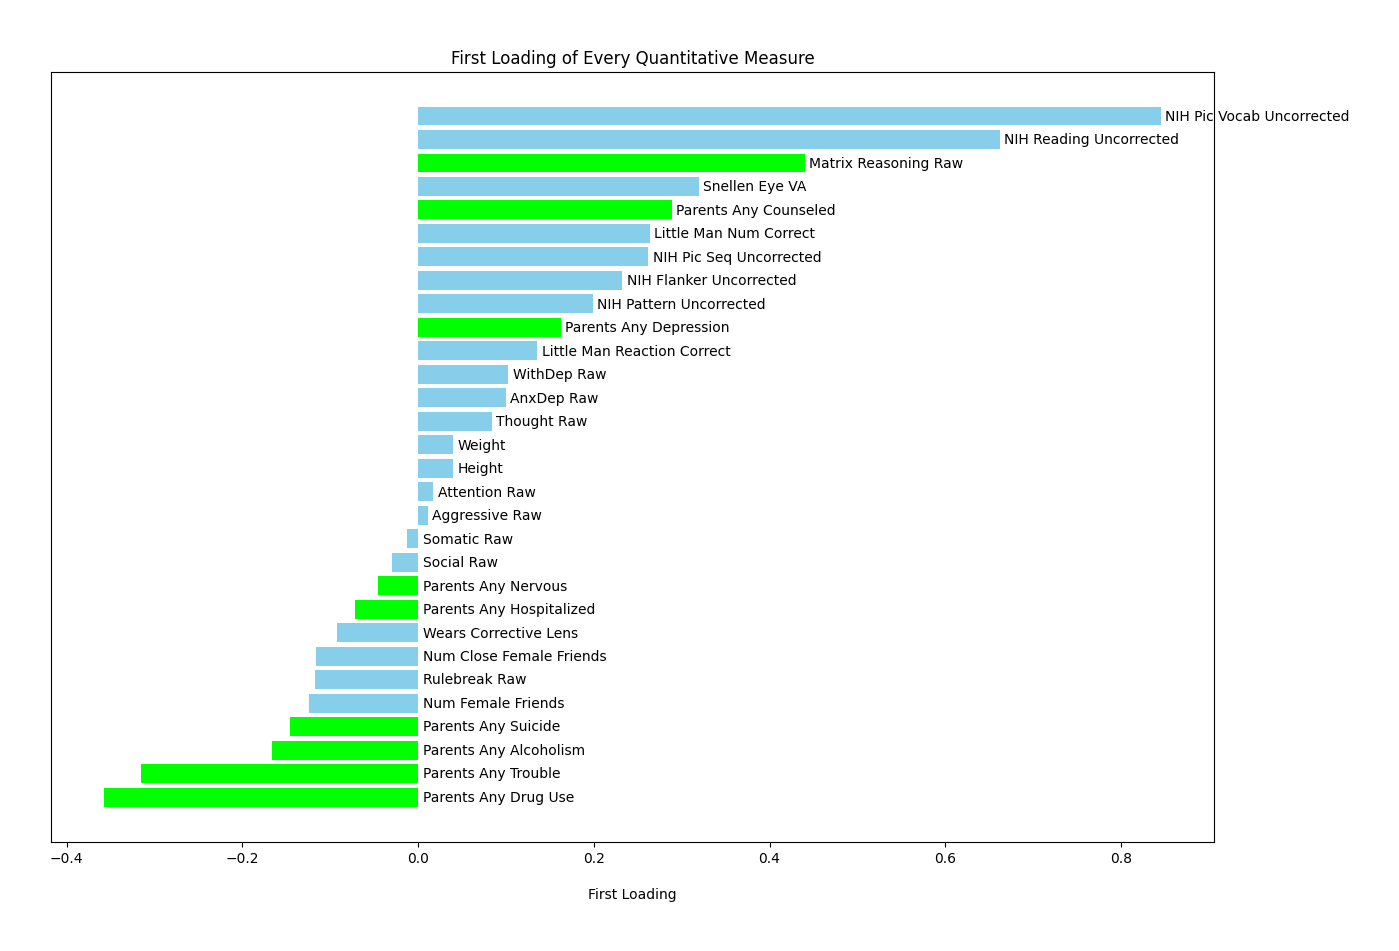 First Loading of Every Quantitative Measure
NIH Pic Vocab Uncorrected
NIH Reading Uncorrected
Matrix Reasoning Raw
Snellen Eye VA
Parents Any Counseled
Little Man Num Correct
NIH Pic Seq Uncorrected
NIH Flanker Uncorrected
NIH Pattern Uncorrected
Parents Any Depression
Little Man Reaction Correct
WithDep Raw
AnxDep Raw
Thought Raw
Weight
Height
Attention Raw
Aggressive Raw
Somatic Raw
Social Raw
Parents Any Nervous
Parents Any Hospitalized
Wears Corrective Lens
Num Close Female Friends
Rulebreak Raw
Num Female Friends
Parents Any Suicide
Parents Any Alcoholism
Parents Any Trouble
Parents Any Drug Use
−0.4 −0.2 0.0 0.2 0.4 0.6 0.8
First Loading